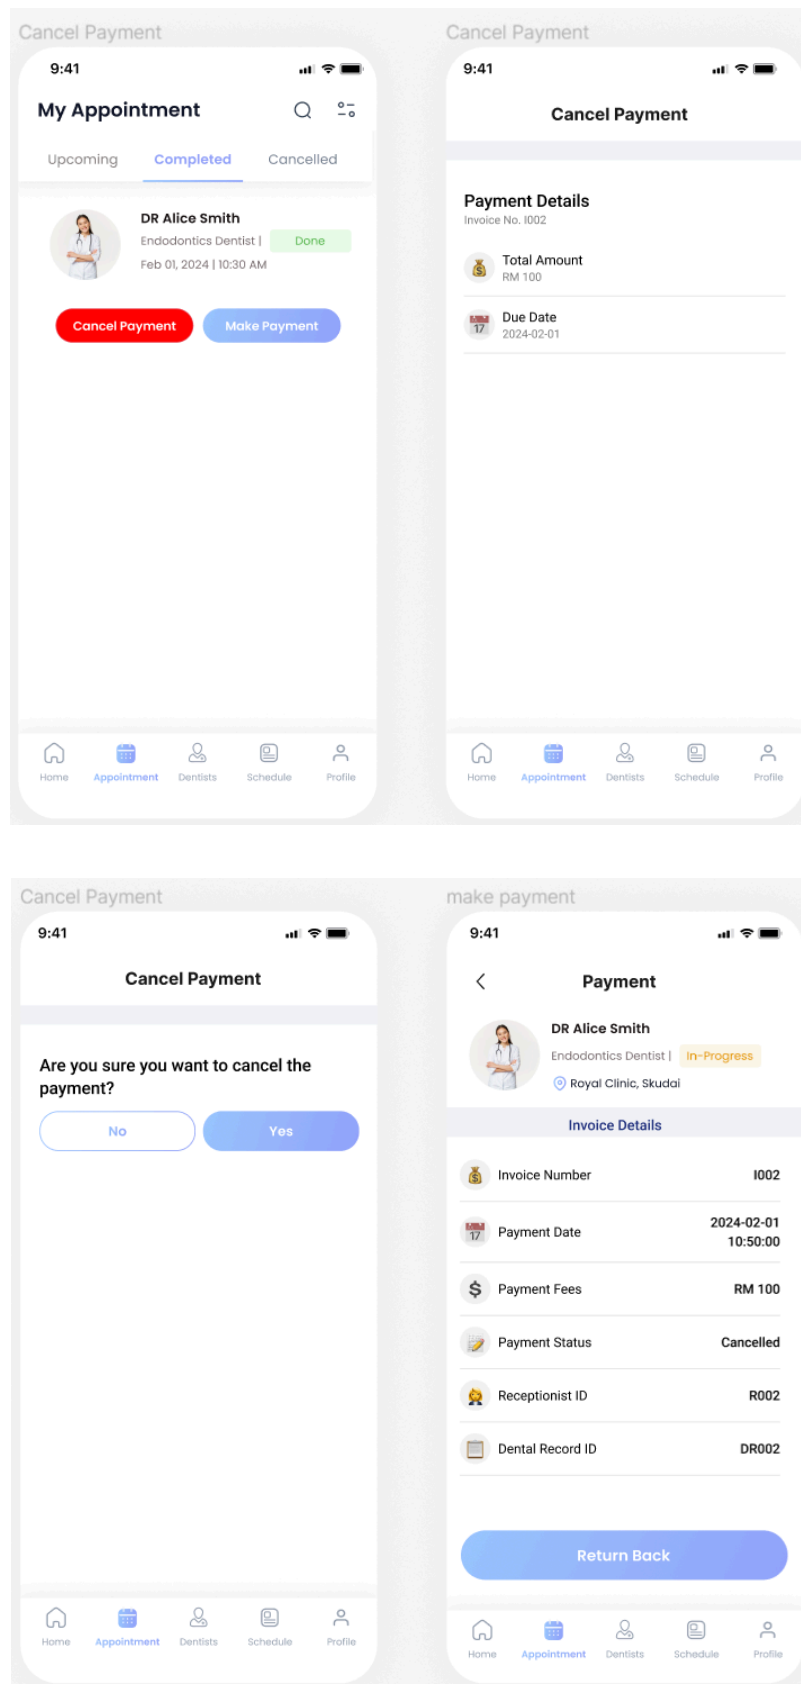 Cancel Payment
9:41
My Appointment
Upcoming Completed Cancelled
DR Alice Smith
Endodontics Dentist | Done
Feb 01, 2024 | 10:30 AM
Cancel Payment Make Payment
Home Appointment Dentists Schedule Profile
Cancel Payment
9:41
Cancel Payment
Payment Details
Invoice No. I002
Total Amount
RM 100
17
Due Date
2024-02-01
Home Appointment Dentists Schedule Profile
Cancel Payment
9:41
Cancel Payment
Are you sure you want to cancel the
payment?
No Yes
Home Appointment Dentists Schedule Profile
make payment
9:41
Payment
DR Alice Smith
Endodontics Dentist | In-Progress
Royal Clinic, Skudai
Invoice Details
Invoice Number I002
17 Payment Date 2024-02-01
10:50:00
$ Payment Fees RM 100
Payment Status Cancelled
Receptionist ID R002
Dental Record ID DR002
Return Back
Home Appointment Dentists Schedule Profile